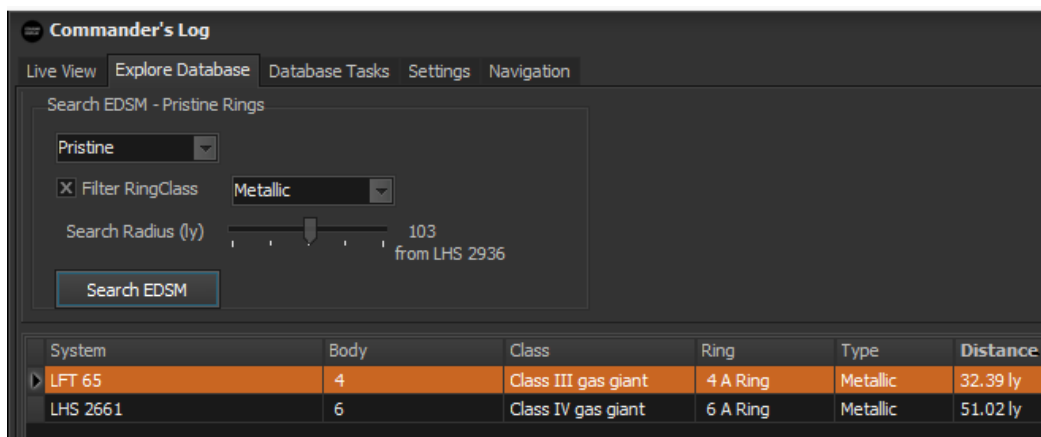 Commander's Log
Live View Explore Database Database Tasks Settings Navigation
Search EDSM - Pristine Rings
Pristine
X Filter RingClass Metallic
Search Radius (ly) 103
from LHS 2936
Search EDSM
System Body Class Ring Type Distance
LFT 65 4 Class III gas giant 4 A Ring Metallic 32.39 ly
LHS 2661 6 Class IV gas giant 6 A Ring Metallic 51.02 ly